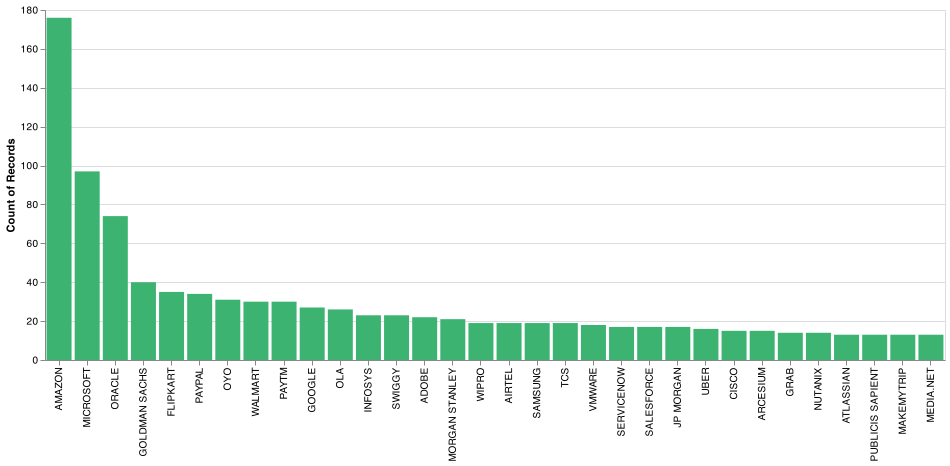 Count of Records
180
160
140
120
100
80
60
40
20
0
AMAZON
MICROSOFT
ORACLE
GOLDMAN SACHS
FLIPKART
PAYPAL
OYO
WALMART
PAYTM
GOOGLE
OLA
INFOSYS
SWIGGY
ADOBE
MORGAN STANLEY
WIPRO
AIRTEL
SAMSUNG
TCS
VMWARE
SERVICENOW
SALESFORCE
JP MORGAN
UBER
CISCO
ARCESIUM
GRAB
NUTANIX
ATLASSIAN
PUBLICIS SAPIENT
MAKEMYTRIP
MEDIA.NET